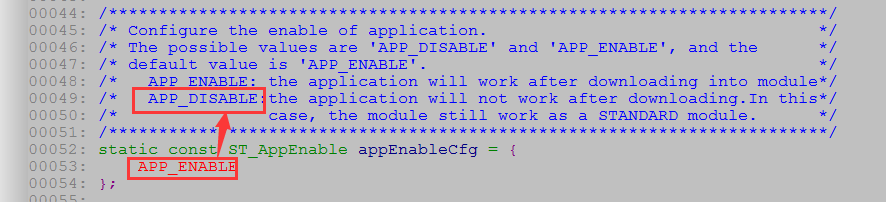 00044: /*************************************************************************/
00045: /* Configure the enable of application. */
00046: /* The possible values are 'APP_DISABLE' and 'APP_ENABLE', and the */
00047: /* default value is 'APP_ENABLE'. */
00048: /* APP_ENABLE: the application will work after downloading into module*/
00049: /* APP_DISABLE:the application will not work after downloading.In this*/
00050: /* case, the module still work as a STANDARD module. */
00051: /*************************************************************************/
00052: static const ST_AppEnable appEnableCfg = {
00053: APP_ENABLE
00054: };